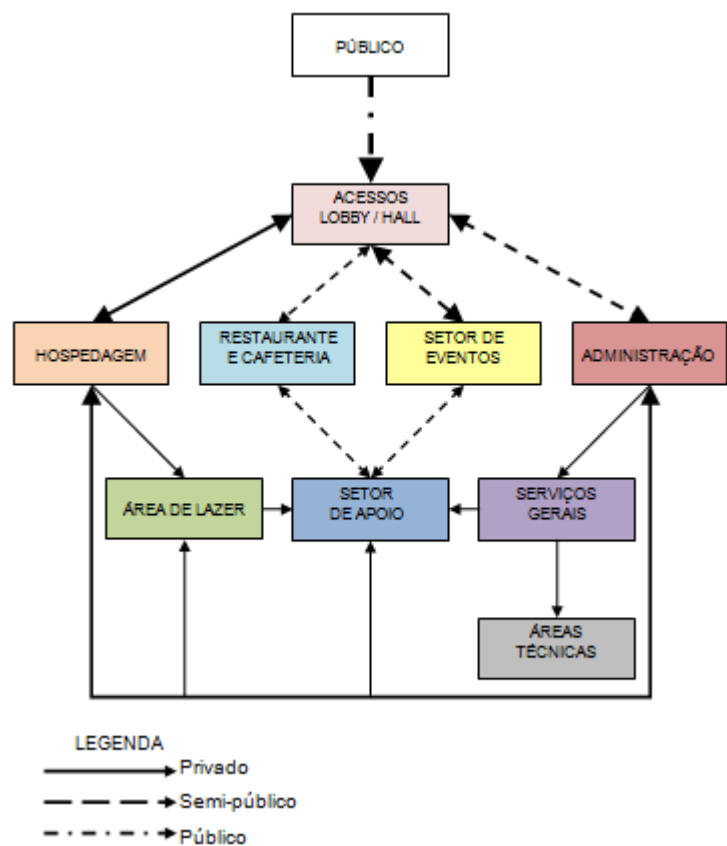 PÚBLICO
ACESSOS
LOBBY / HALL
HOSPEDAGEM
RESTAURANTE
E CAFETERIA
SETOR DE
EVENTOS
ADMINISTRAÇÃO
ÁREA DE LAZER
SETOR
DE APOIO
SERVIÇOS
GERAIS
ÁREAS
TÉCNICAS
LEGENDA
Privado
Semi-público
Público